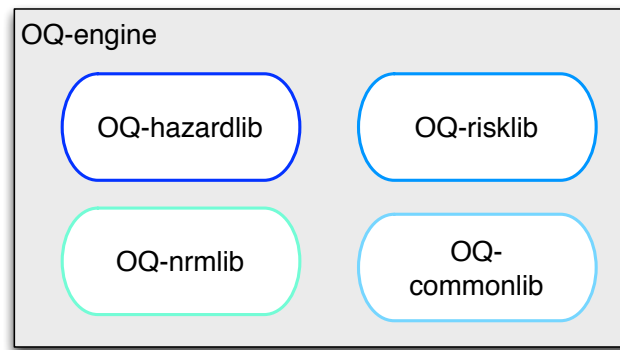 OQ-engine
OQ-hazardlib
OQ-risklib
OQ-nrmlib
OQ-
commonlib